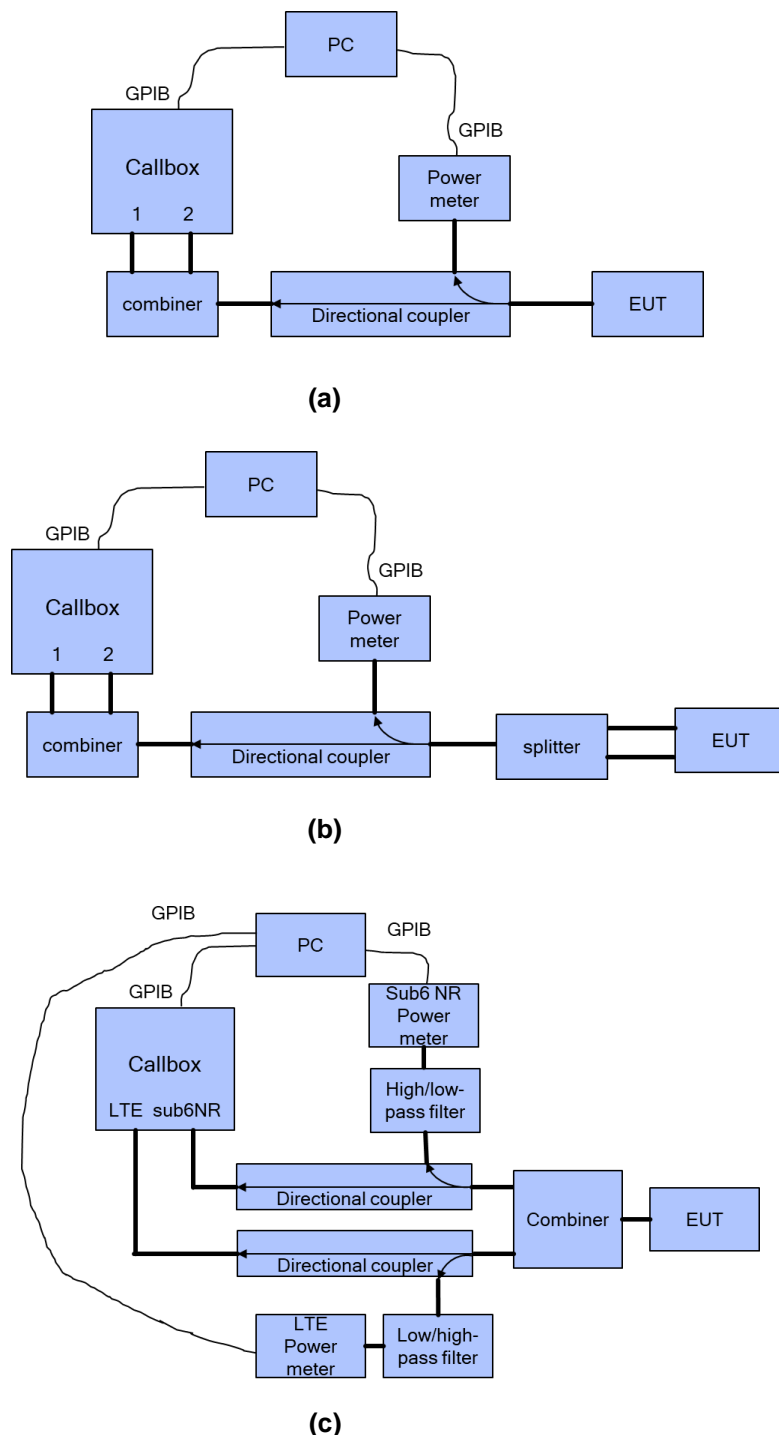 PC
GPIB
GPIB
Callbox
1 2
Power
meter
combiner
Directional coupler
EUT
(a)
PC
GPIB
GPIB
Callbox
1 2
Power
meter
combiner
Directional coupler
splitter
EUT
(b)
GPIB
PC
GPIB
GPIB
Sub6 NR
Power
meter
Callbox
LTE sub6NR
High/low-
pass filter
Directional coupler
Combiner
EUT
Directional coupler
LTE
Power
meter
Low/high-
pass filter
(c)